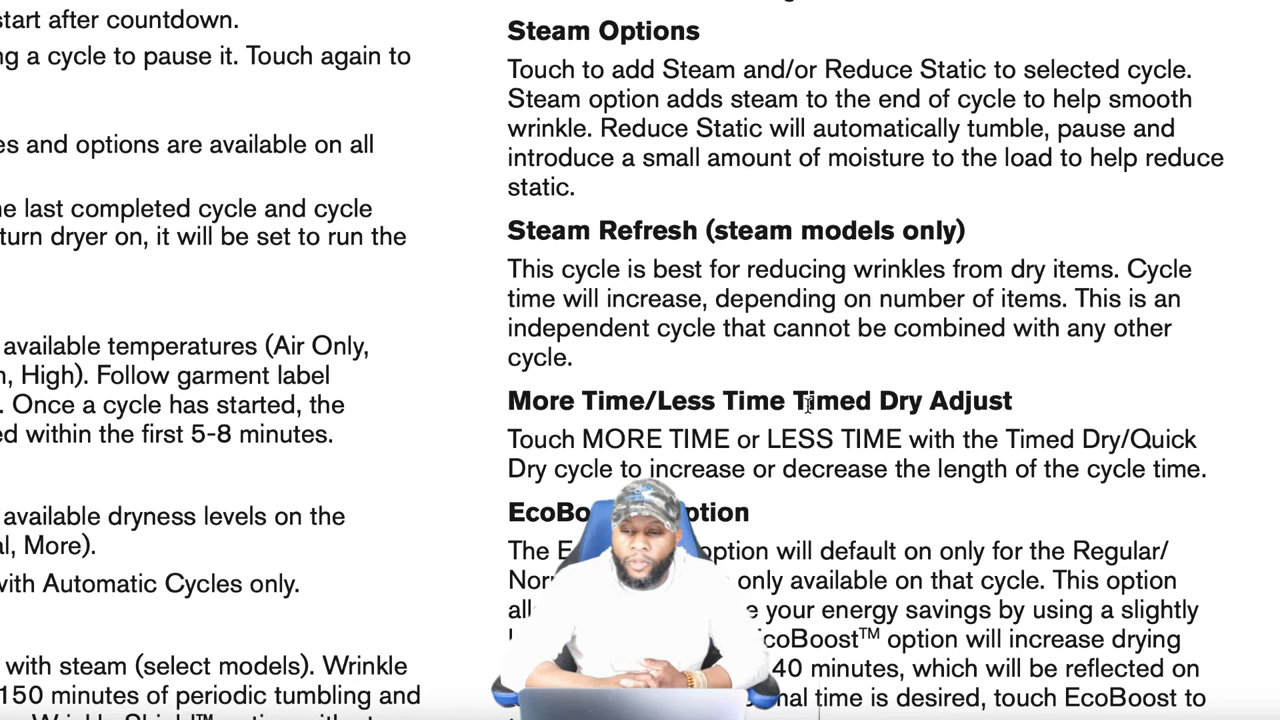 start after countdown.
ng a cycle to pause it. Touch again to
es and options are available on all
ne last completed cycle and cycle
turn dryer on, it will be set to run the
available temperatures (Air Only,
n, High). Follow garment label
. Once a cycle has started, the
ed within the first 5-8 minutes.
available dryness levels on the
al, More).
with Automatic Cycles only.
with steam (select models). Wrinkle
150 minutes of periodic tumbling and
Steam Options
Touch to add Steam and/or Reduce Static to selected cycle.
Steam option adds steam to the end of cycle to help smooth
wrinkle. Reduce Static will automatically tumble, pause and
introduce a small amount of moisture to the load to help reduce
static.
Steam Refresh (steam models only)
This cycle is best for reducing wrinkles from dry items. Cycle
time will increase, depending on number of items. This is an
independent cycle that cannot be combined with any other
cycle.
More Time/Less Time Timed Dry Adjust
Touch MORE TIME or LESS TIME with the Timed Dry/Quick
Dry cycle to increase or decrease the length of the cycle time.
EcoBo ption
The E option will default on only for the Regular/
Nor only available on that cycle. This option
all e your energy savings by using a slightly
coBoost™ option will increase drying
40 minutes, which will be reflected on
nal time is desired, touch EcoBoost to